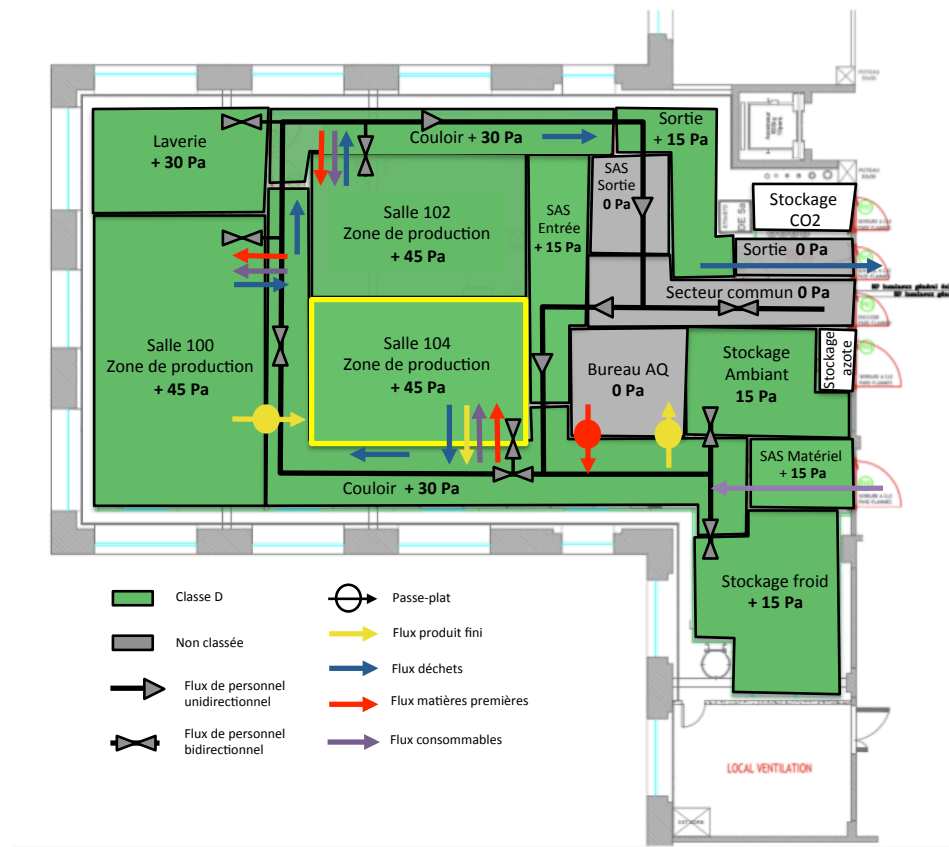 Laverie
+ 30 Pa
Couloir + 30 Pa
Sortie
+ 15 Pa
SAS
Sortie
0 Pa
Stockage
CO2
Salle 102
Zone de production
+ 45 Pa
SAS
Entrée
+ 15 Pa
Sortie 0 Pa
Secteur commun 0 Pa
Salle 100
Zone de production
+ 45 Pa
Salle 104
Zone de production
+ 45 Pa
Bureau AQ
0 Pa
Stockage
Ambiant
15 Pa
Stockage
azote
SAS Matériel
+ 15 Pa
Couloir + 30 Pa
Stockage froid
+ 15 Pa
Classe D
Non classée
Flux de personnel
unidirectionnel
Flux de personnel
bidirectionnel
Passe-plat
Flux produit fini
Flux déchets
Flux matières premières
Flux consommables
LOCAL VENTILATION